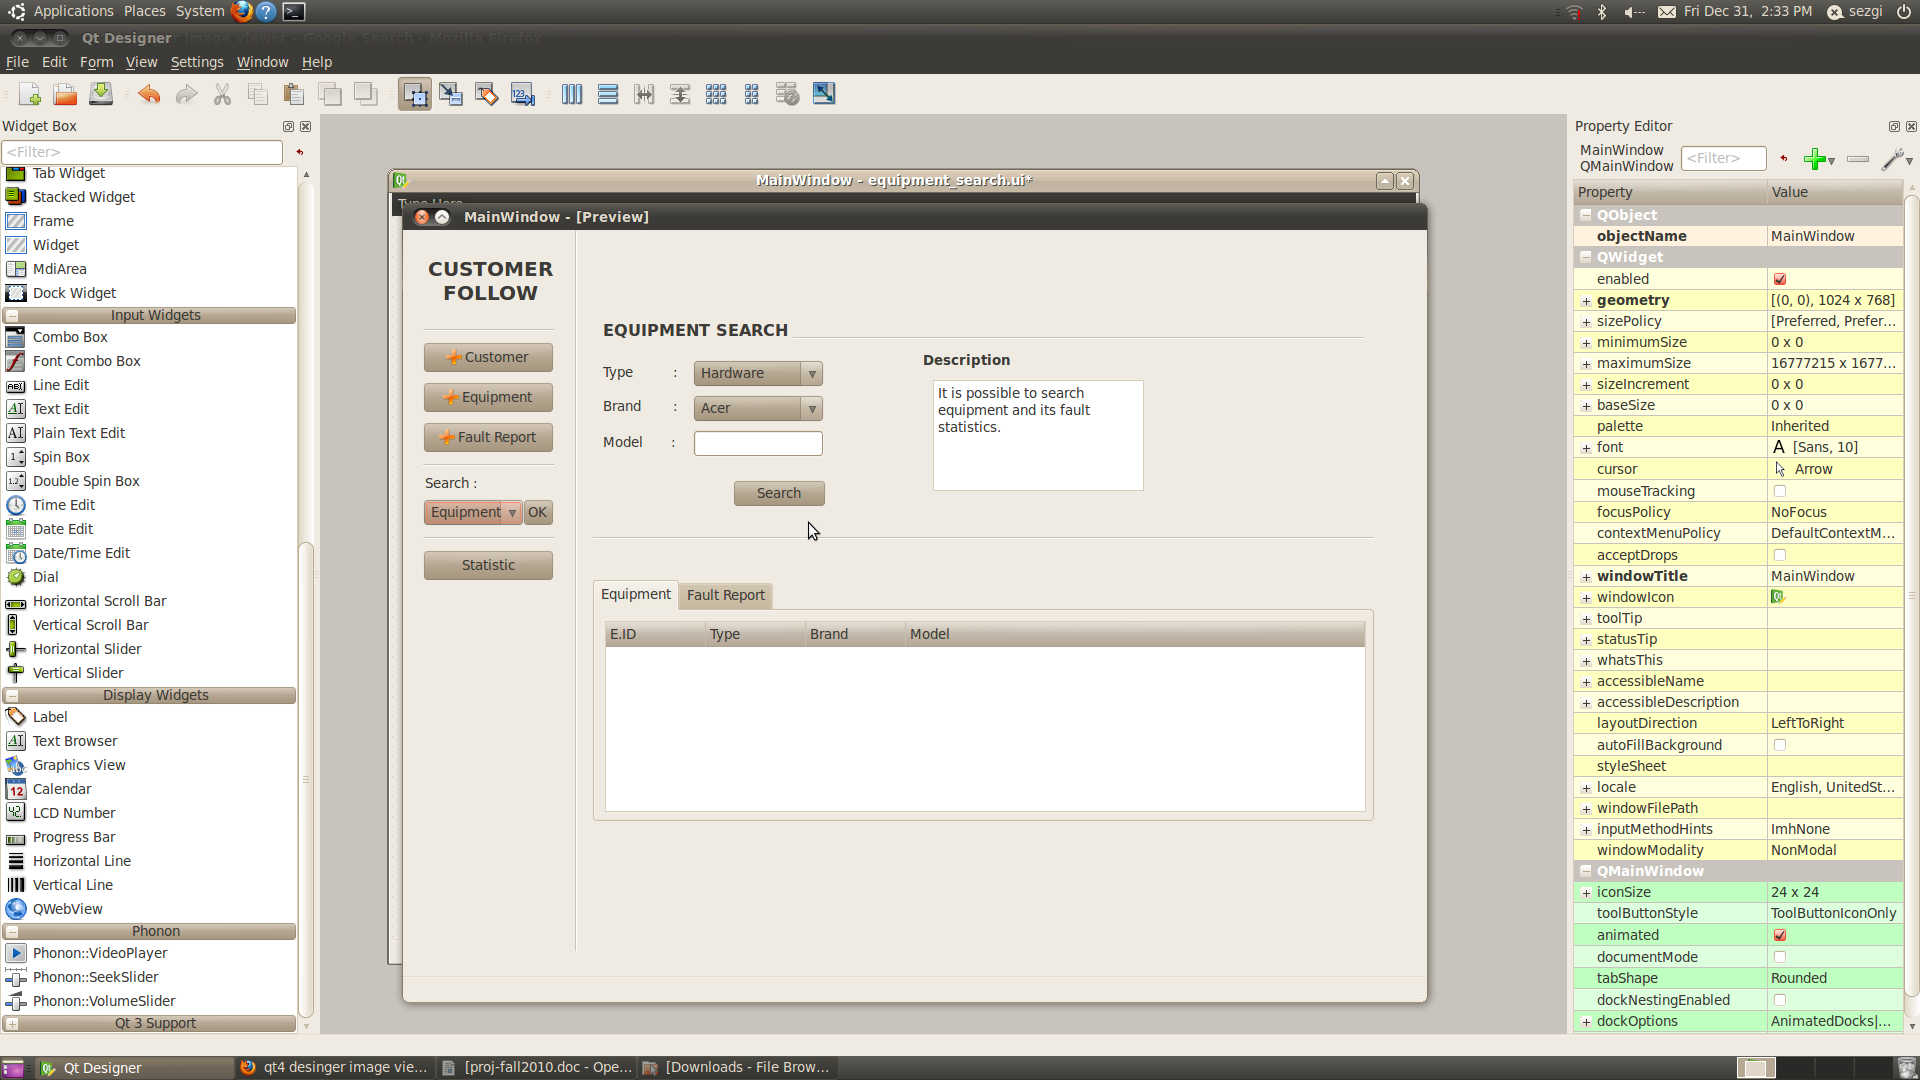 Applications Places System
Fri Dec 31, 2:33 PM sezgi
Qt Designer
File Edit Form View Settings Window Help
Widget Box
<Filter>
Tab Widget
Stacked Widget
Frame
Widget
MdiArea
Dock Widget
Input Widgets
Combo Box
Font Combo Box
Line Edit
Text Edit
Plain Text Edit
Spin Box
Double Spin Box
Time Edit
Date Edit
Date/Time Edit
Dial
Horizontal Scroll Bar
Vertical Scroll Bar
Horizontal Slider
Vertical Slider
Display Widgets
Label
Text Browser
Graphics View
Calendar
LCD Number
Progress Bar
Horizontal Line
Vertical Line
QWebView
Phonon
Phonon::VideoPlayer
Phonon::SeekSlider
Phonon::VolumeSlider
Qt 3 Support
MainWindow - equipment_search.ui*
MainWindow - [Preview]
CUSTOMER
FOLLOW
Customer
Equipment
Fault Report
Search :
Equipment OK
Statistic
EQUIPMENT SEARCH
Type : Hardware
Brand : Acer
Model :
Search
Description
It is possible to search
equipment and its fault
statistics.
Equipment Fault Report
E.ID Type Brand Model
Property Editor
MainWindow
QMainWindow
<Filter>
Property Value
QObject
objectName MainWindow
QWidget
enabled
geometry [(0, 0), 1024 x 768]
sizePolicy [Preferred, Prefer...
minimumSize 0 x 0
maximumSize 16777215 x 1677...
sizeIncrement 0 x 0
baseSize 0 x 0
palette Inherited
font A [Sans, 10]
cursor Arrow
mouseTracking
focusPolicy NoFocus
contextMenuPolicy DefaultContextM...
acceptDrops
windowTitle MainWindow
windowIcon
toolTip
statusTip
whatsThis
accessibleName
accessibleDescription
layoutDirection LeftToRight
autoFillBackground
styleSheet
locale English, UnitedSt...
windowFilePath
inputMethodHints ImhNone
windowModality NonModal
QMainWindow
iconSize 24 x 24
toolButtonStyle ToolButtonIconOnly
animated
documentMode
tabShape Rounded
dockNestingEnabled
dockOptions AnimatedDocks|...
Qt Designer
qt4 desinger image vie...
[proj-fall2010.doc - Ope...
[Downloads - File Brow...